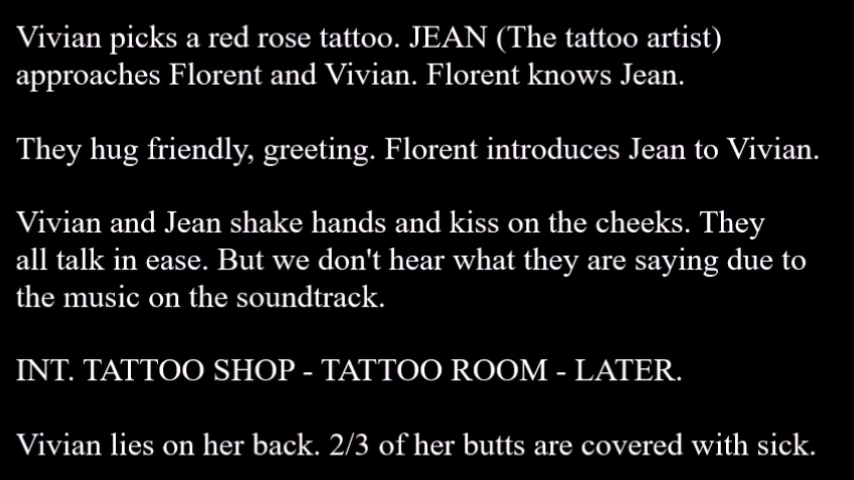 Vivian picks a red rose tattoo. JEAN (The tattoo artist)
approaches Florent and Vivian. Florent knows Jean.
They hug friendly, greeting. Florent introduces Jean to Vivian.
Vivian and Jean shake hands and kiss on the cheeks. They
all talk in ease. But we don't hear what they are saying due to
the music on the soundtrack.
INT. TATTOO SHOP - TATTOO ROOM - LATER.
Vivian lies on her back. 2/3 of her butts are covered with sick.